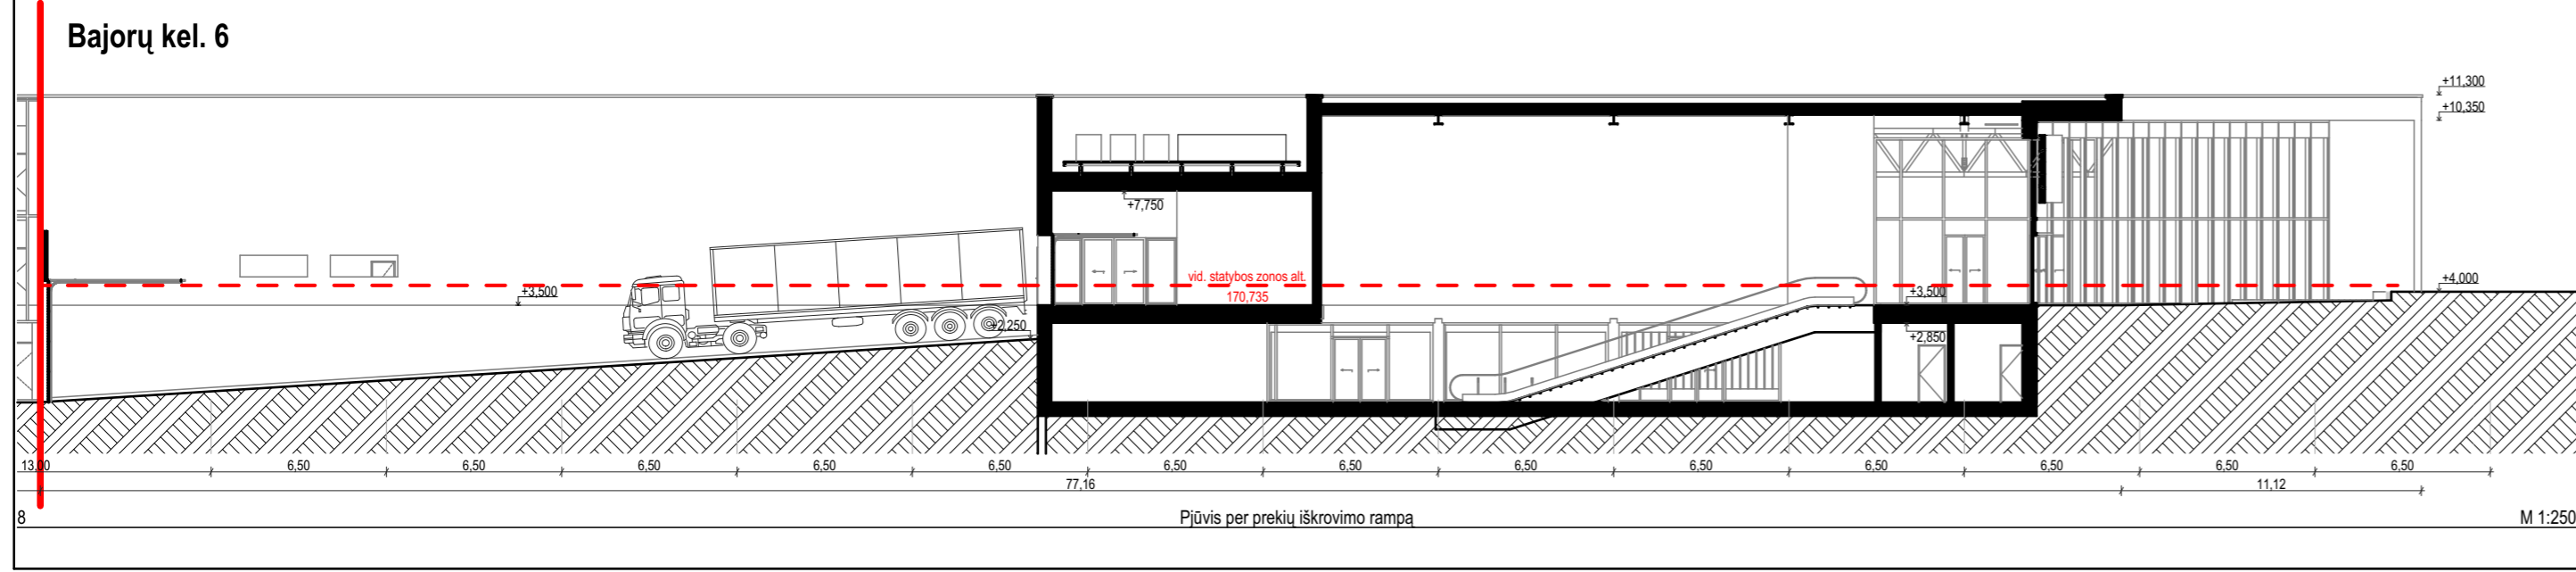 Bajorų kel. 6
+11,300
+10,350
+7,750
vid. statybos zonos alt.
170,735
+3,500
+3,500
+4,000
+2,250
+2,850
13,00 6,50 6,50 6,50 6,50 6,50 6,50 6,50 6,50 6,50 6,50 6,50 6,50 6,50
77,16 11,12
8 Pjūvis per prekių iškrovimo rampą M 1:250